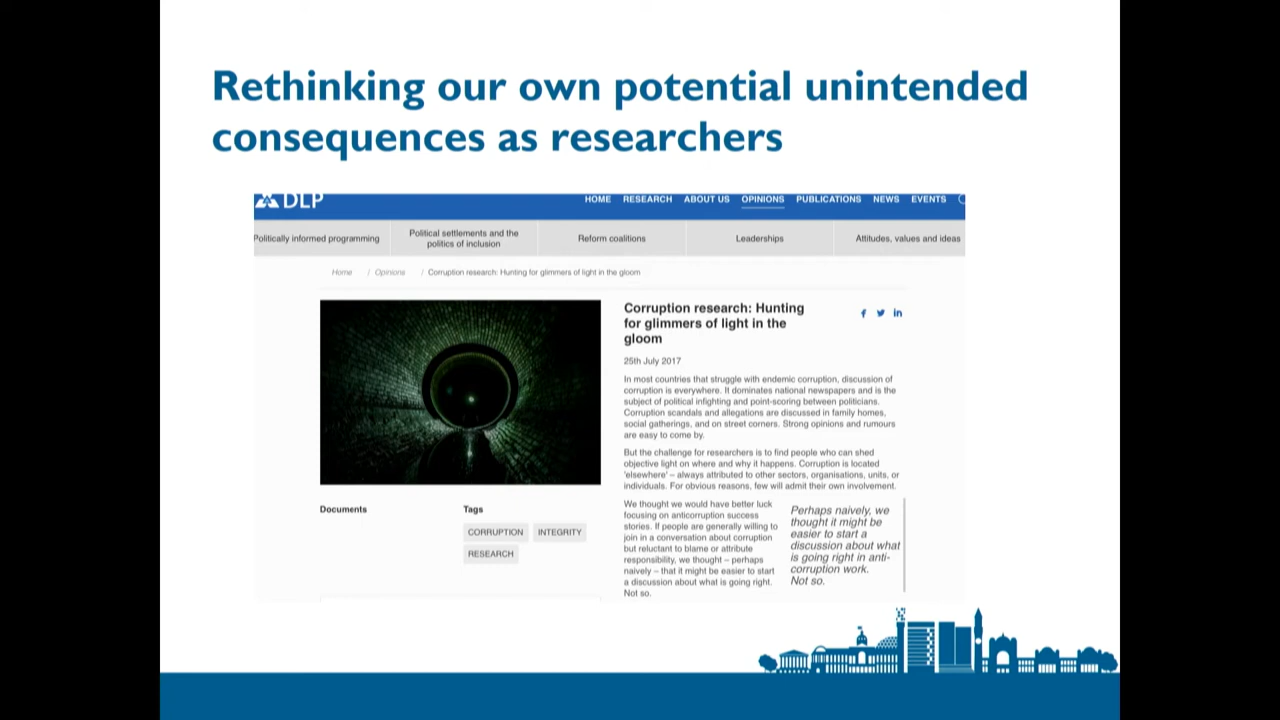 Rethinking our own potential unintended
consequences as researchers
DLP
HOME RESEARCH ABOUT US OPINIONS PUBLICATIONS NEWS EVENTS
Politically informed programming
Political settlements and the
politics of inclusion
Reform coalitions
Leaderships
Attitudes, values and ideas
Home / Opinions / Corruption research: Hunting for glimmers of light in the gloom
Corruption research: Hunting
for glimmers of light in the
gloom
25th July 2017
In most countries that struggle with endemic corruption, discussion of
corruption is everywhere. It dominates national newspapers and is the
subject of political infighting and point-scoring between politicians.
Corruption scandals and allegations are discussed in family homes,
social gatherings, and on street corners. Strong opinions and rumours
are easy to come by.
But the challenge for researchers is to find people who can shed
objective light on where and why it happens. Corruption is located
'elsewhere' – always attributed to other sectors, organisations, units, or
individuals. For obvious reasons, few will admit their own involvement.
We thought we would have better luck
focusing on anticorruption success
stories. If people are generally willing to
join in a conversation about corruption
but reluctant to blame or attribute
responsibility, we thought – perhaps
naively – that it might be easier to start
a discussion about what is going right.
Not so.
Perhaps naively, we
thought it might be
easier to start a
discussion about what
is going right in anti-
corruption work.
Not so.
Documents
Tags
CORRUPTION INTEGRITY
RESEARCH